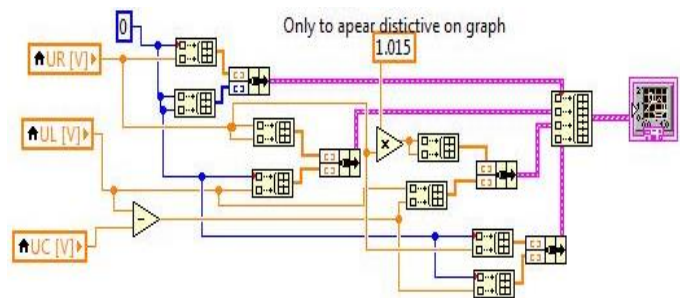 Only to apear distictive on graph
0
1.015
UR [V]
UL [V]
UC [V]